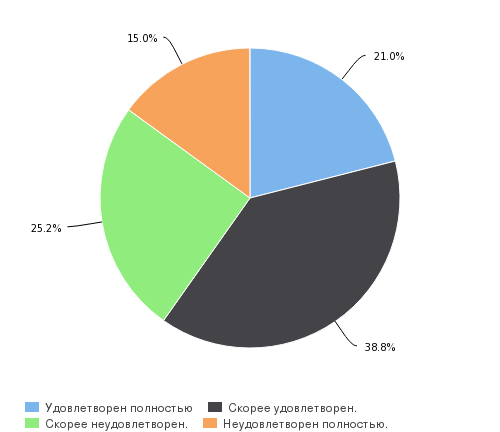 15.0%
21.0%
25.2%
38.8%
Удовлетворен полностью
Скорее удовлетворен.
Скорее неудовлетворен.
Неудовлетворен полностью.